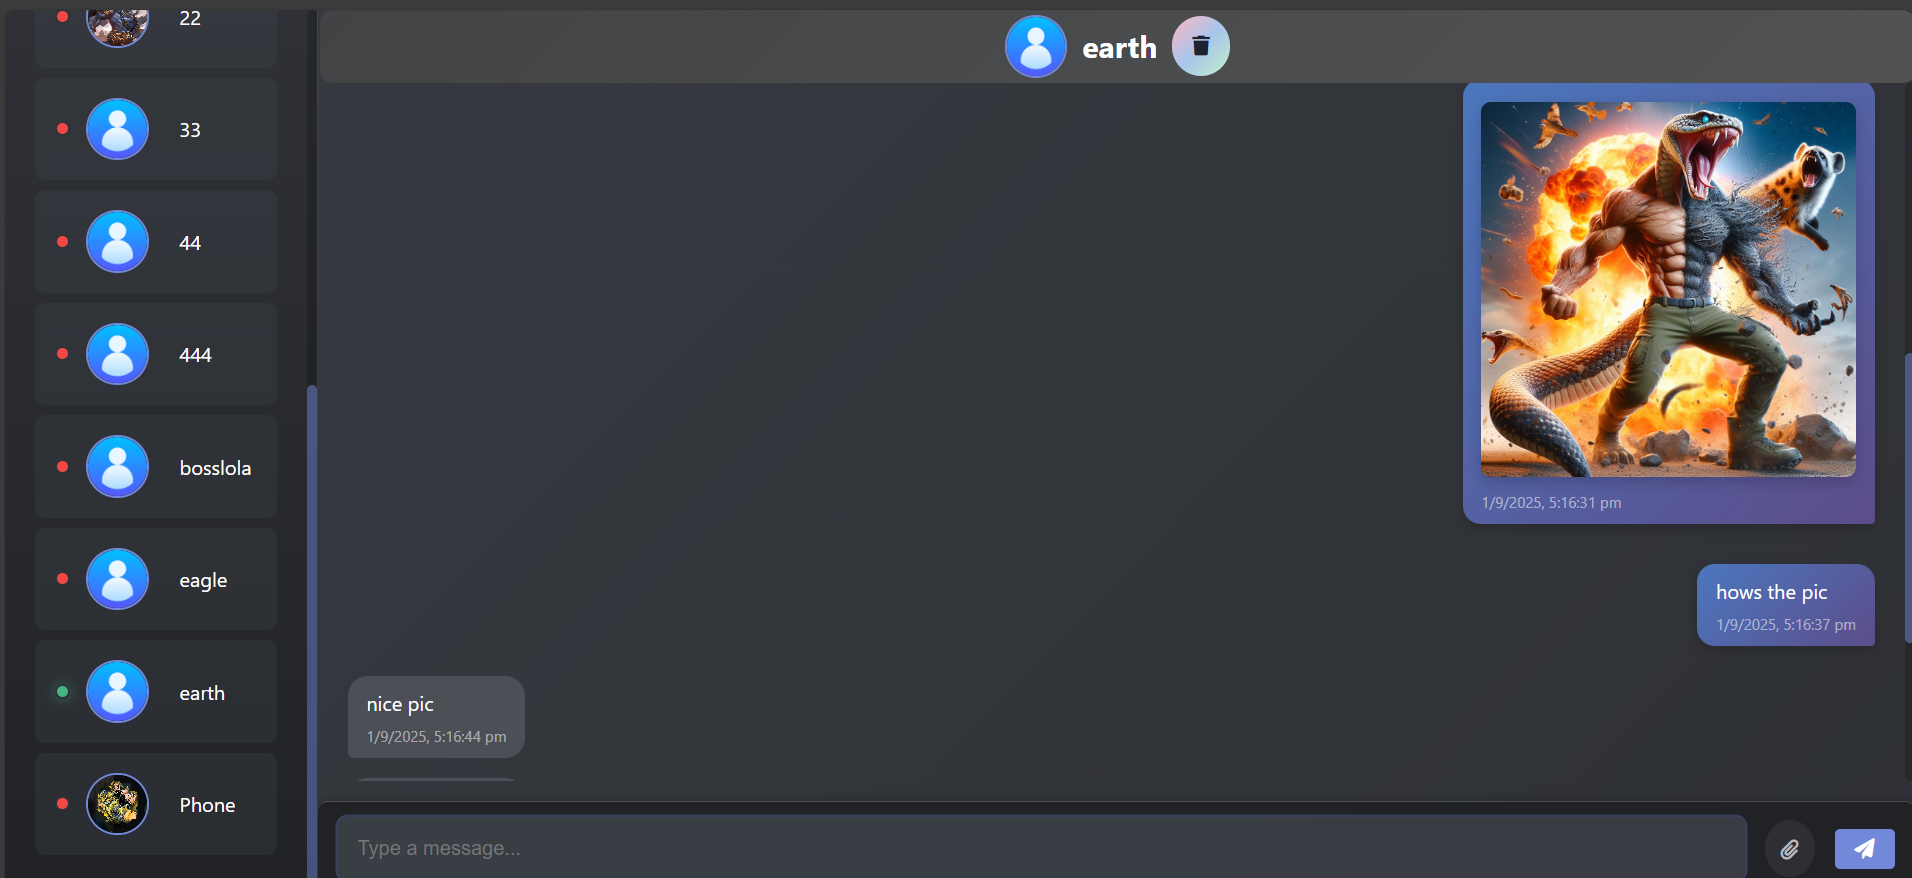 22
33
44
444
bosslola
eagle
earth
Phone
earth
1/9/2025, 5:16:31 pm
hows the pic
1/9/2025, 5:16:37 pm
nice pic
1/9/2025, 5:16:44 pm
Type a message...